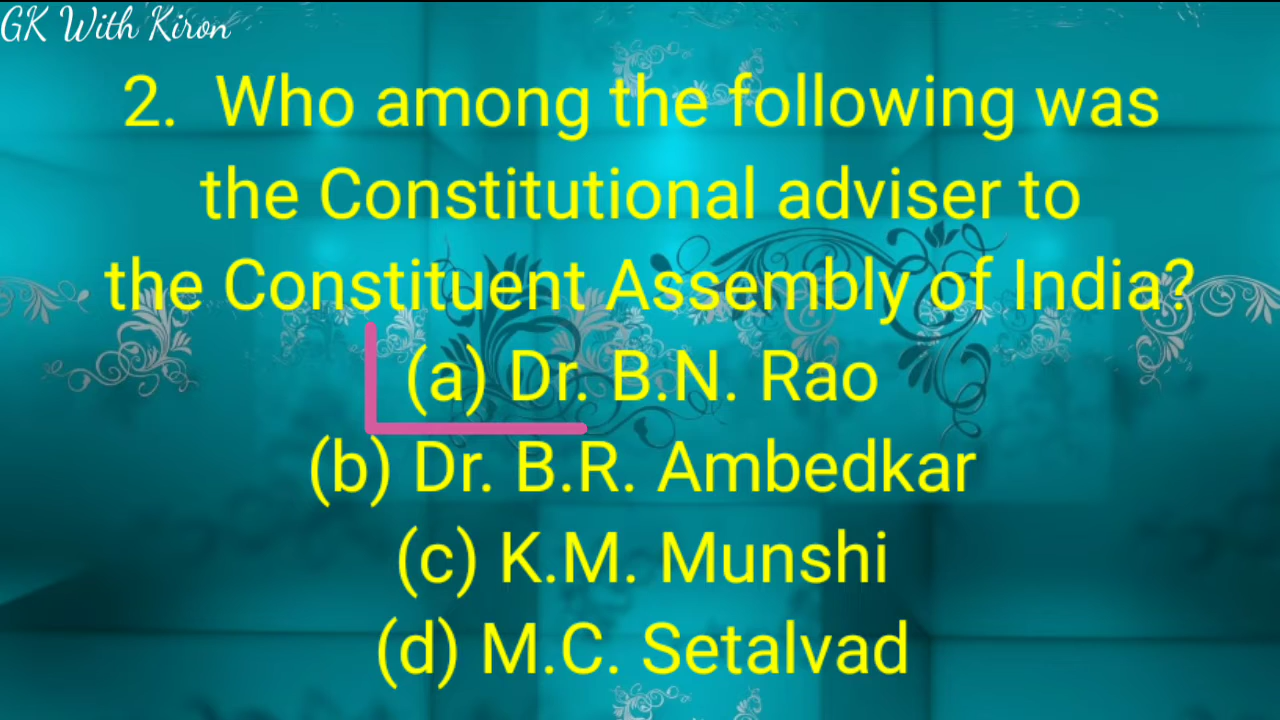 GK With Kiron
2. Who among the following was
the Constitutional adviser to
the Constituent Assembly of India?
(a) Dr. B.N. Rao
(b) Dr. B.R. Ambedkar
(c) K.M. Munshi
(d) M.C. Setalvad